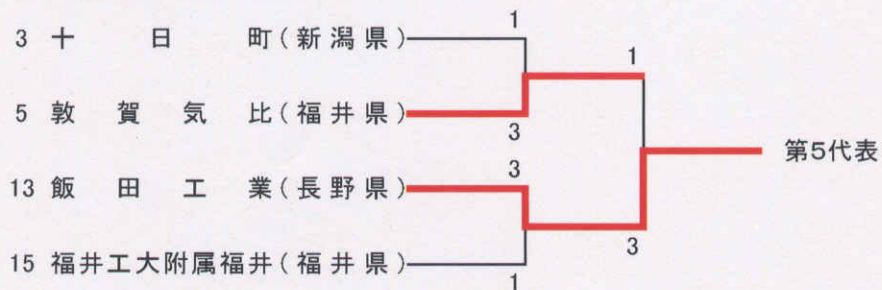 3 十日町(新潟県) 1
1
5 敦賀気比(福井県) 3
第5代表
13 飯田工業(長野県) 3
3
15 福井工大附属福井(福井県) 1